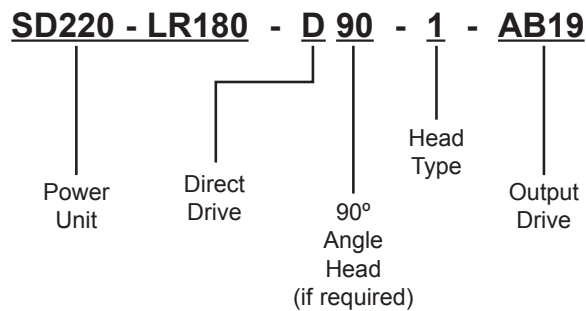 SD220 - LR180 - D 90 - 1 - AB19
Power
Unit
Direct
Drive
90º
Angle
Head
(if required)
Head
Type
Output
Drive